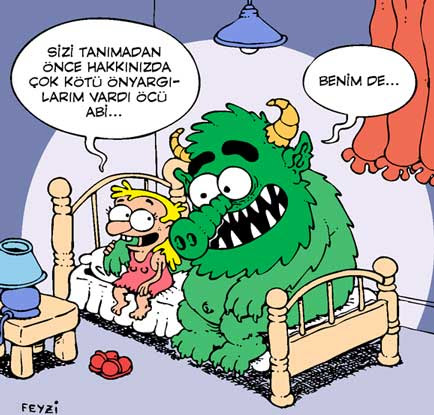 SİZİ TANIMADAN
ÖNCE HAKKINIZDA
ÇOK KÖTÜ ÖNYARGI-
LARIM VARDI ÖCÜ
ABİ...
BENİM DE...
FEYZİ